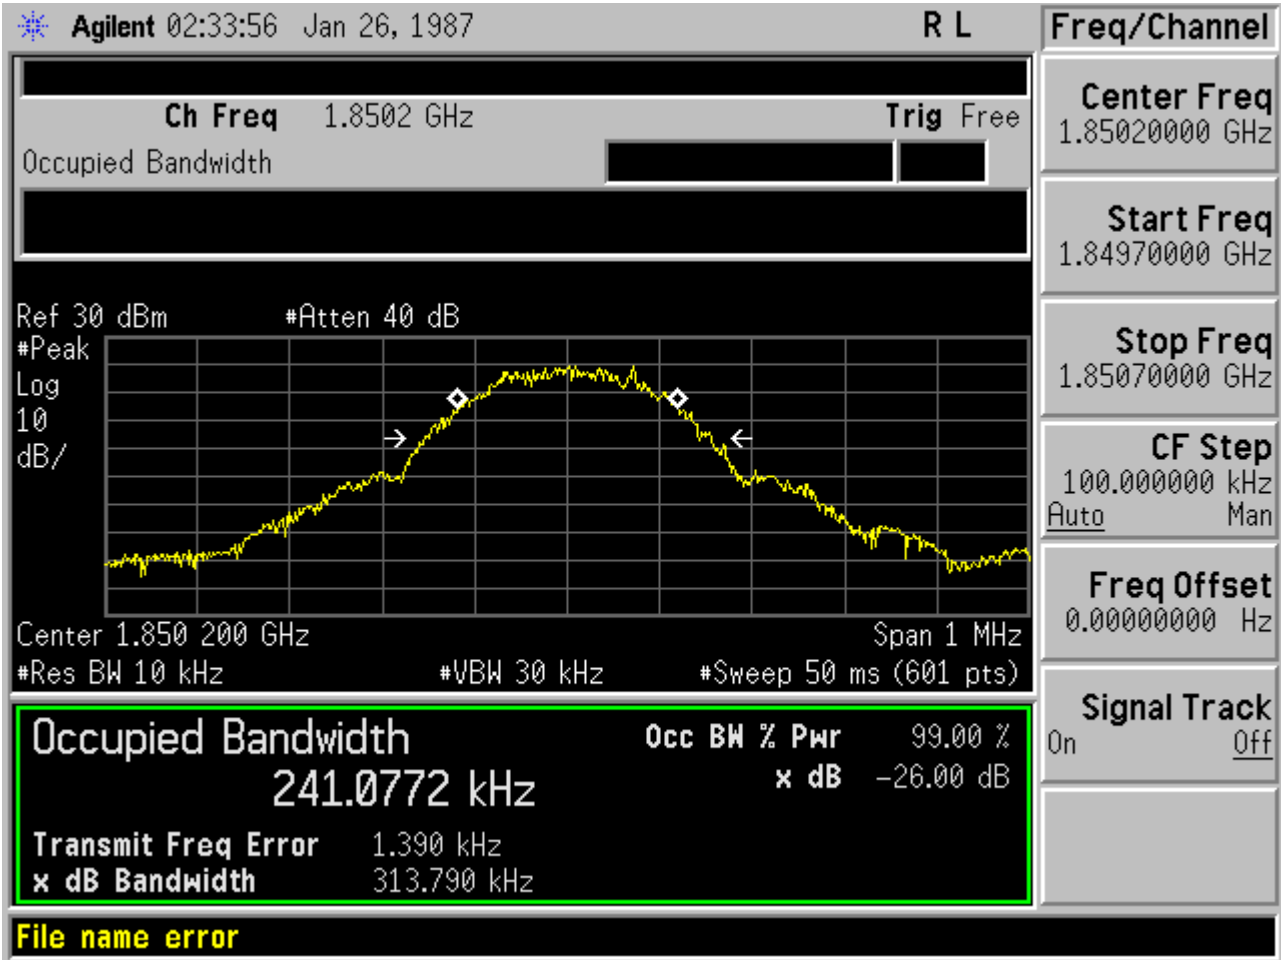 Agilent 02:33:56 Jan 26, 1987 R L
Freq/Channel
Ch Freq 1.8502 GHz Trig Free
Occupied Bandwidth
Center Freq
1.85020000 GHz
Start Freq
1.84970000 GHz
Stop Freq
1.85070000 GHz
CF Step
100.000000 kHz
Auto Man
Freq Offset
0.00000000 Hz
Signal Track
On Off
Ref 30 dBm #Atten 40 dB
#Peak
Log
10
dB/
Center 1.850 200 GHz Span 1 MHz
#Res BW 10 kHz #VBW 30 kHz #Sweep 50 ms (601 pts)
Occupied Bandwidth Occ BW % Pwr 99.00 %
241.0772 kHz x dB -26.00 dB
Transmit Freq Error 1.390 kHz
x dB Bandwidth 313.790 kHz
File name error